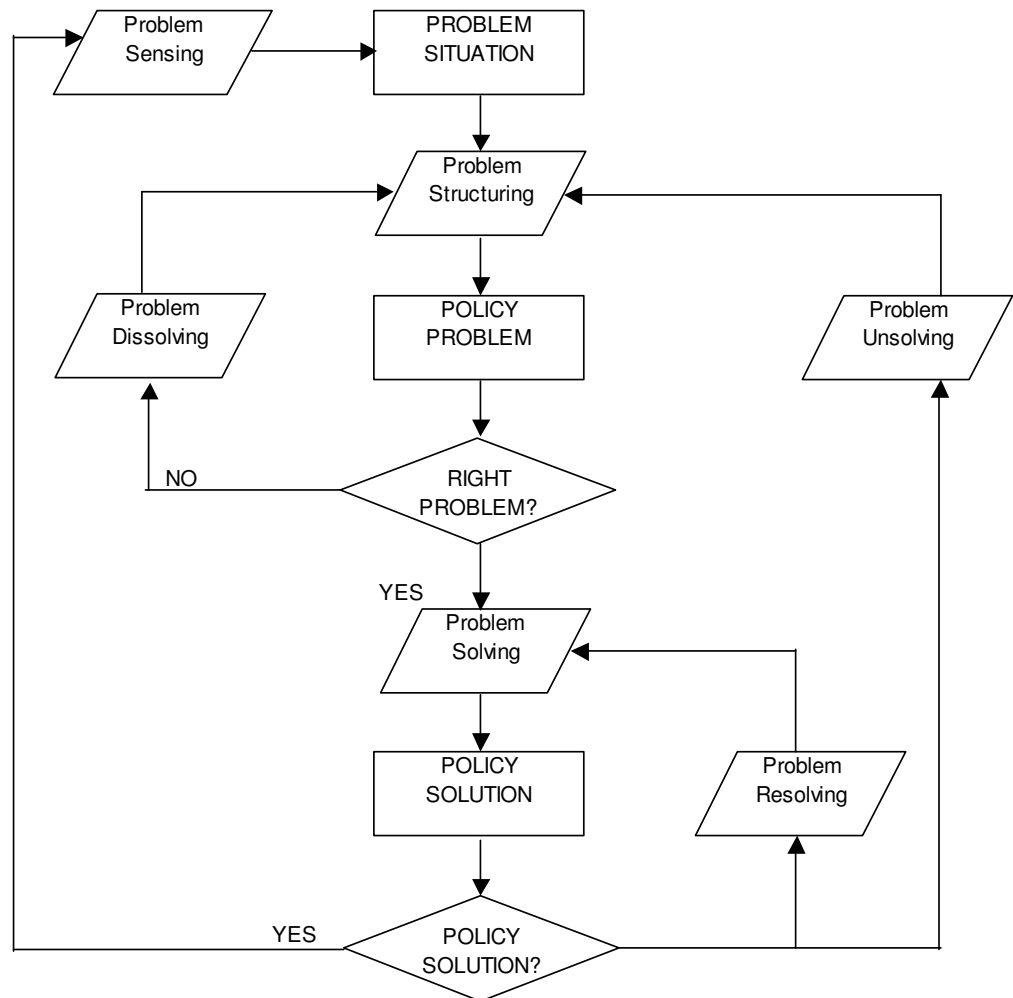 Problem
Sensing
PROBLEM
SITUATION
Problem
Structuring
Problem
Dissolving
POLICY
PROBLEM
Problem
Unsolving
NO
RIGHT
PROBLEM?
YES
Problem
Solving
POLICY
SOLUTION
Problem
Resolving
YES
POLICY
SOLUTION?